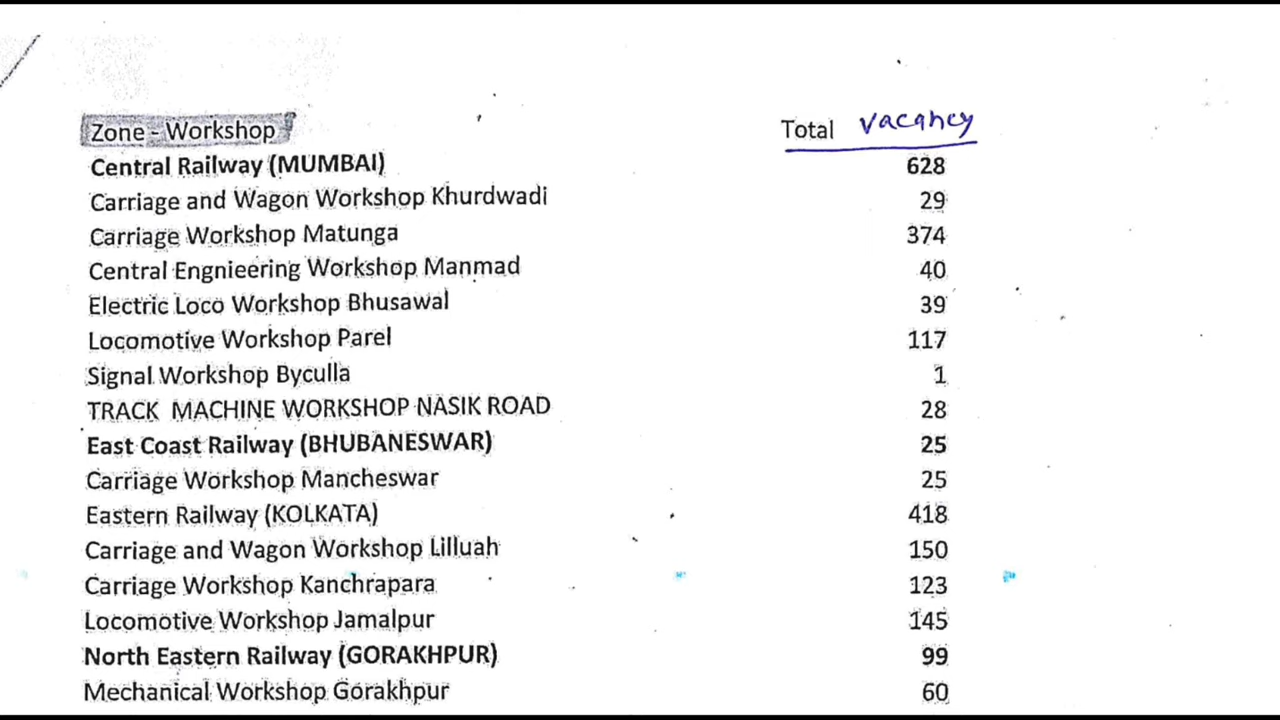 Zone - Workshop Total vacancy
Central Railway (MUMBAI) 628
Carriage and Wagon Workshop Khurdwadi 29
Carriage Workshop Matunga 374
Central Engnieering Workshop Manmad 40
Electric Loco Workshop Bhusawal 39
Locomotive Workshop Parel 117
Signal Workshop Byculla 1
TRACK MACHINE WORKSHOP NASIK ROAD 28
East Coast Railway (BHUBANESWAR) 25
Carriage Workshop Mancheswar 25
Eastern Railway (KOLKATA) 418
Carriage and Wagon Workshop Lilluah 150
Carriage Workshop Kanchrapara 123
Locomotive Workshop Jamalpur 145
North Eastern Railway (GORAKHPUR) 99
Mechanical Workshop Gorakhpur 60